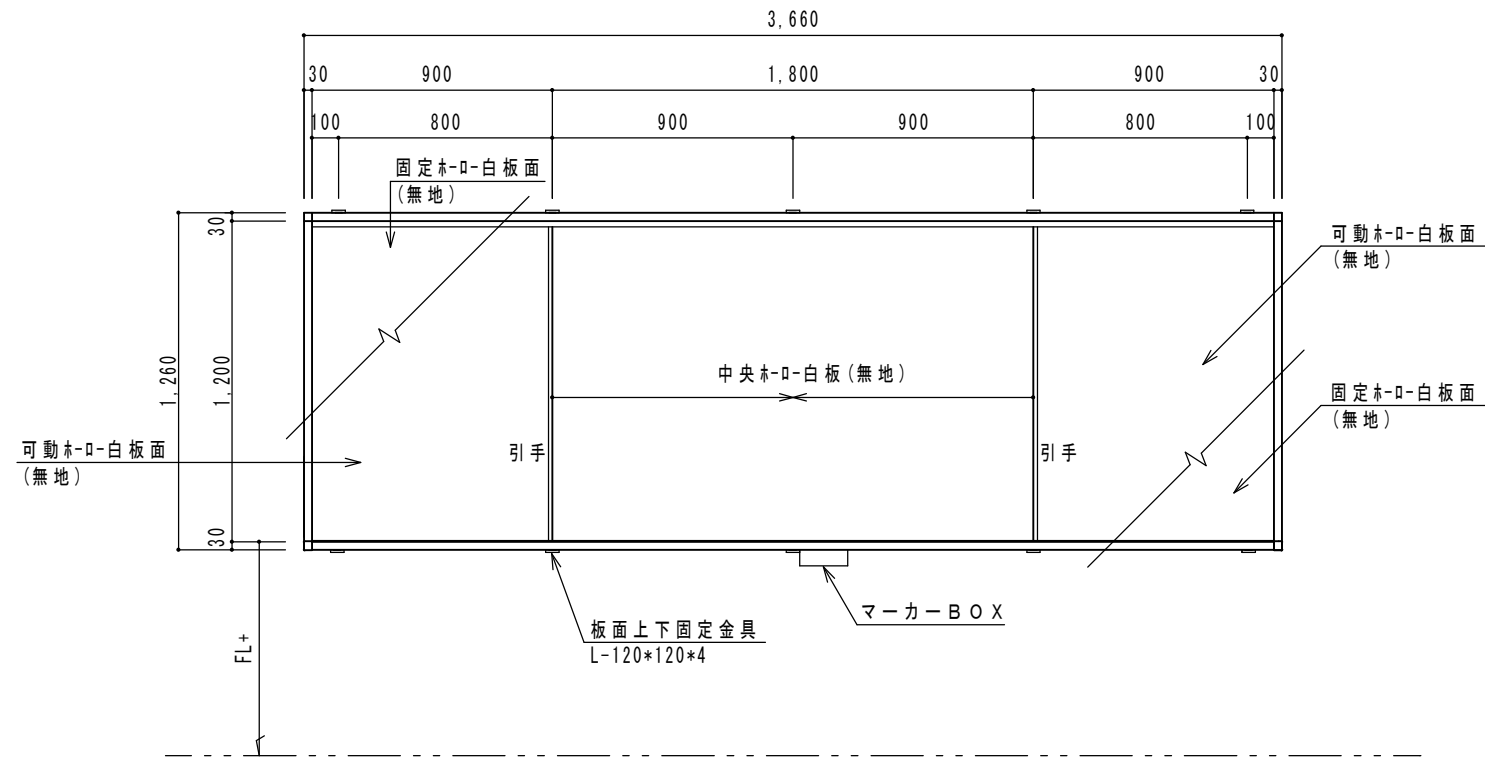 3,660
30
900
1,800
900
30
100
800
900
900
800
100
固定ホーロー白板面
(無地)
30
可動ホーロー白板面
(無地)
1,260
1,200
中央ホーロー白板(無地)
固定ホーロー白板面
(無地)
可動ホーロー白板面
(無地)
引手
引手
30
マーカーBOX
板面上下固定金具
L-120*120*4
FL+